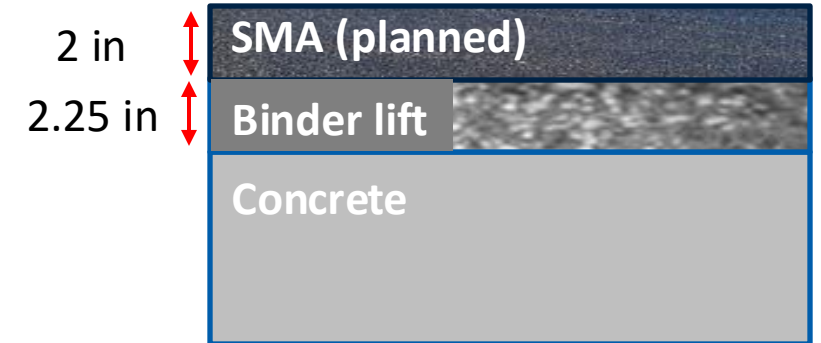 2 in
SMA (planned)
2.25 in
Binder lift
Concrete